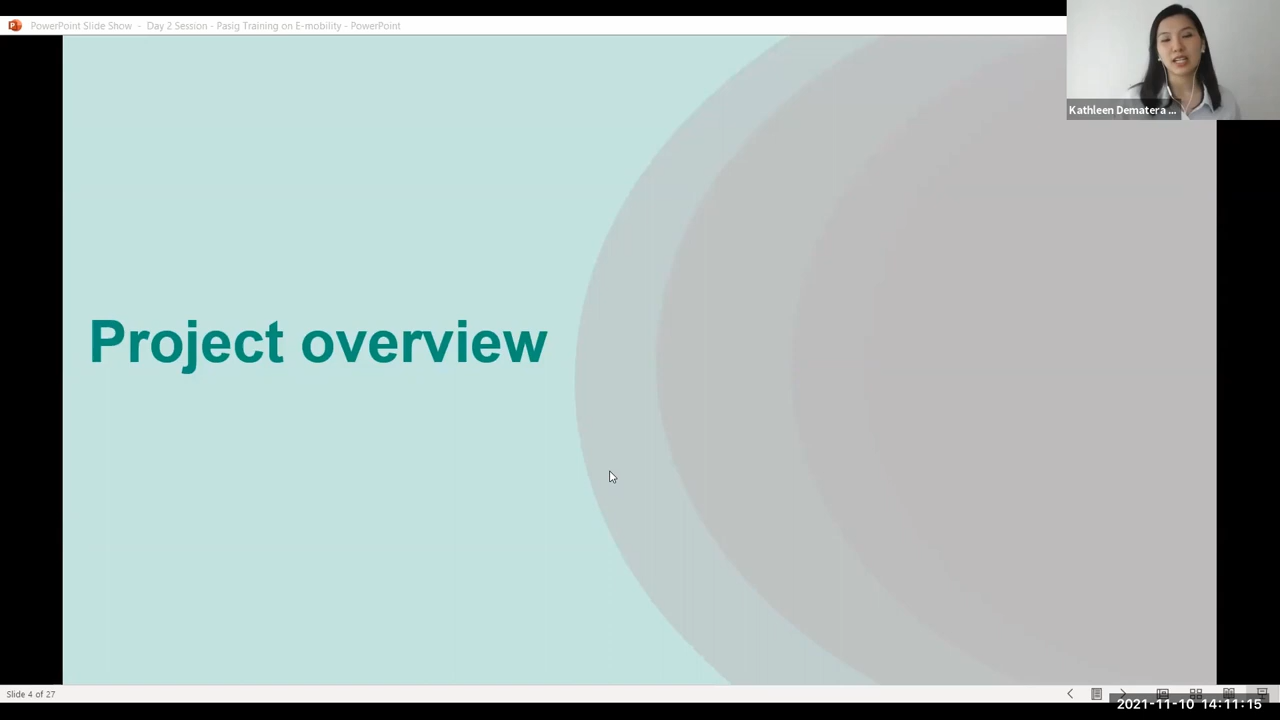 PowerPoint Slide Show - Day 2 Session - Pasig Training on E-mobility - PowerPoint
Kathleen Dematera ...
Project overview
Slide 4 of 27
2021-11-10 14:11:15